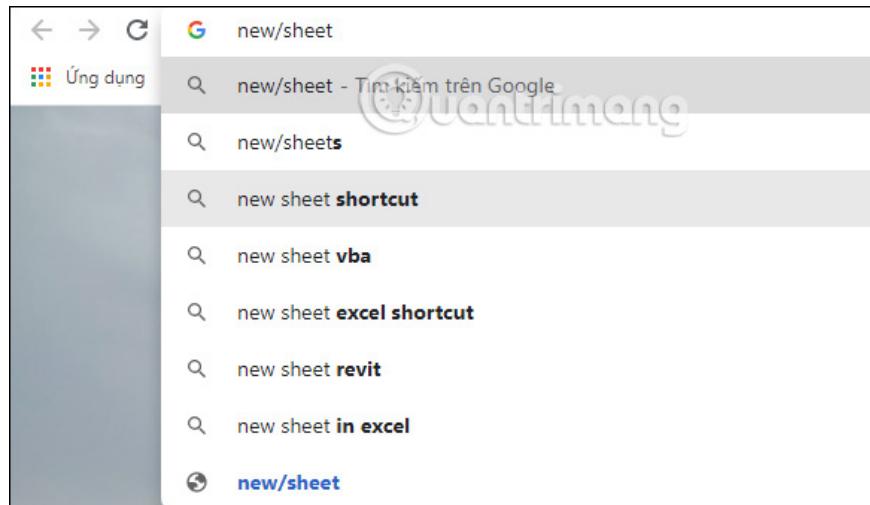 new/sheet
Ứng dụng
new/sheet - Tìm kiếm trên Google
Quantrimang
new/sheets
new sheet shortcut
new sheet vba
new sheet excel shortcut
new sheet revit
new sheet in excel
new/sheet